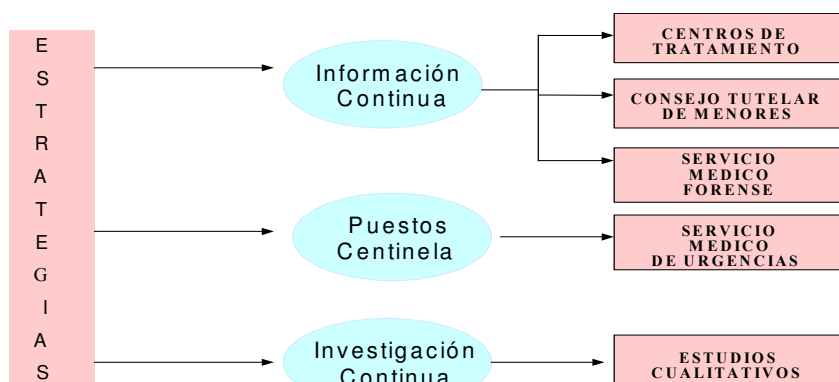 ESTRATEGIAS
Información
Continua
CENTROS DE
TRATAMIENTO
CONSEJO TUTELAR
DE MENORES
SERVICIO
MEDICO
FORENSE
Puestos
Centinela
SERVICIO
MEDICO
DE URGENCIAS
Investigación
Continua
ESTUDIOS
CUALITATIVOS